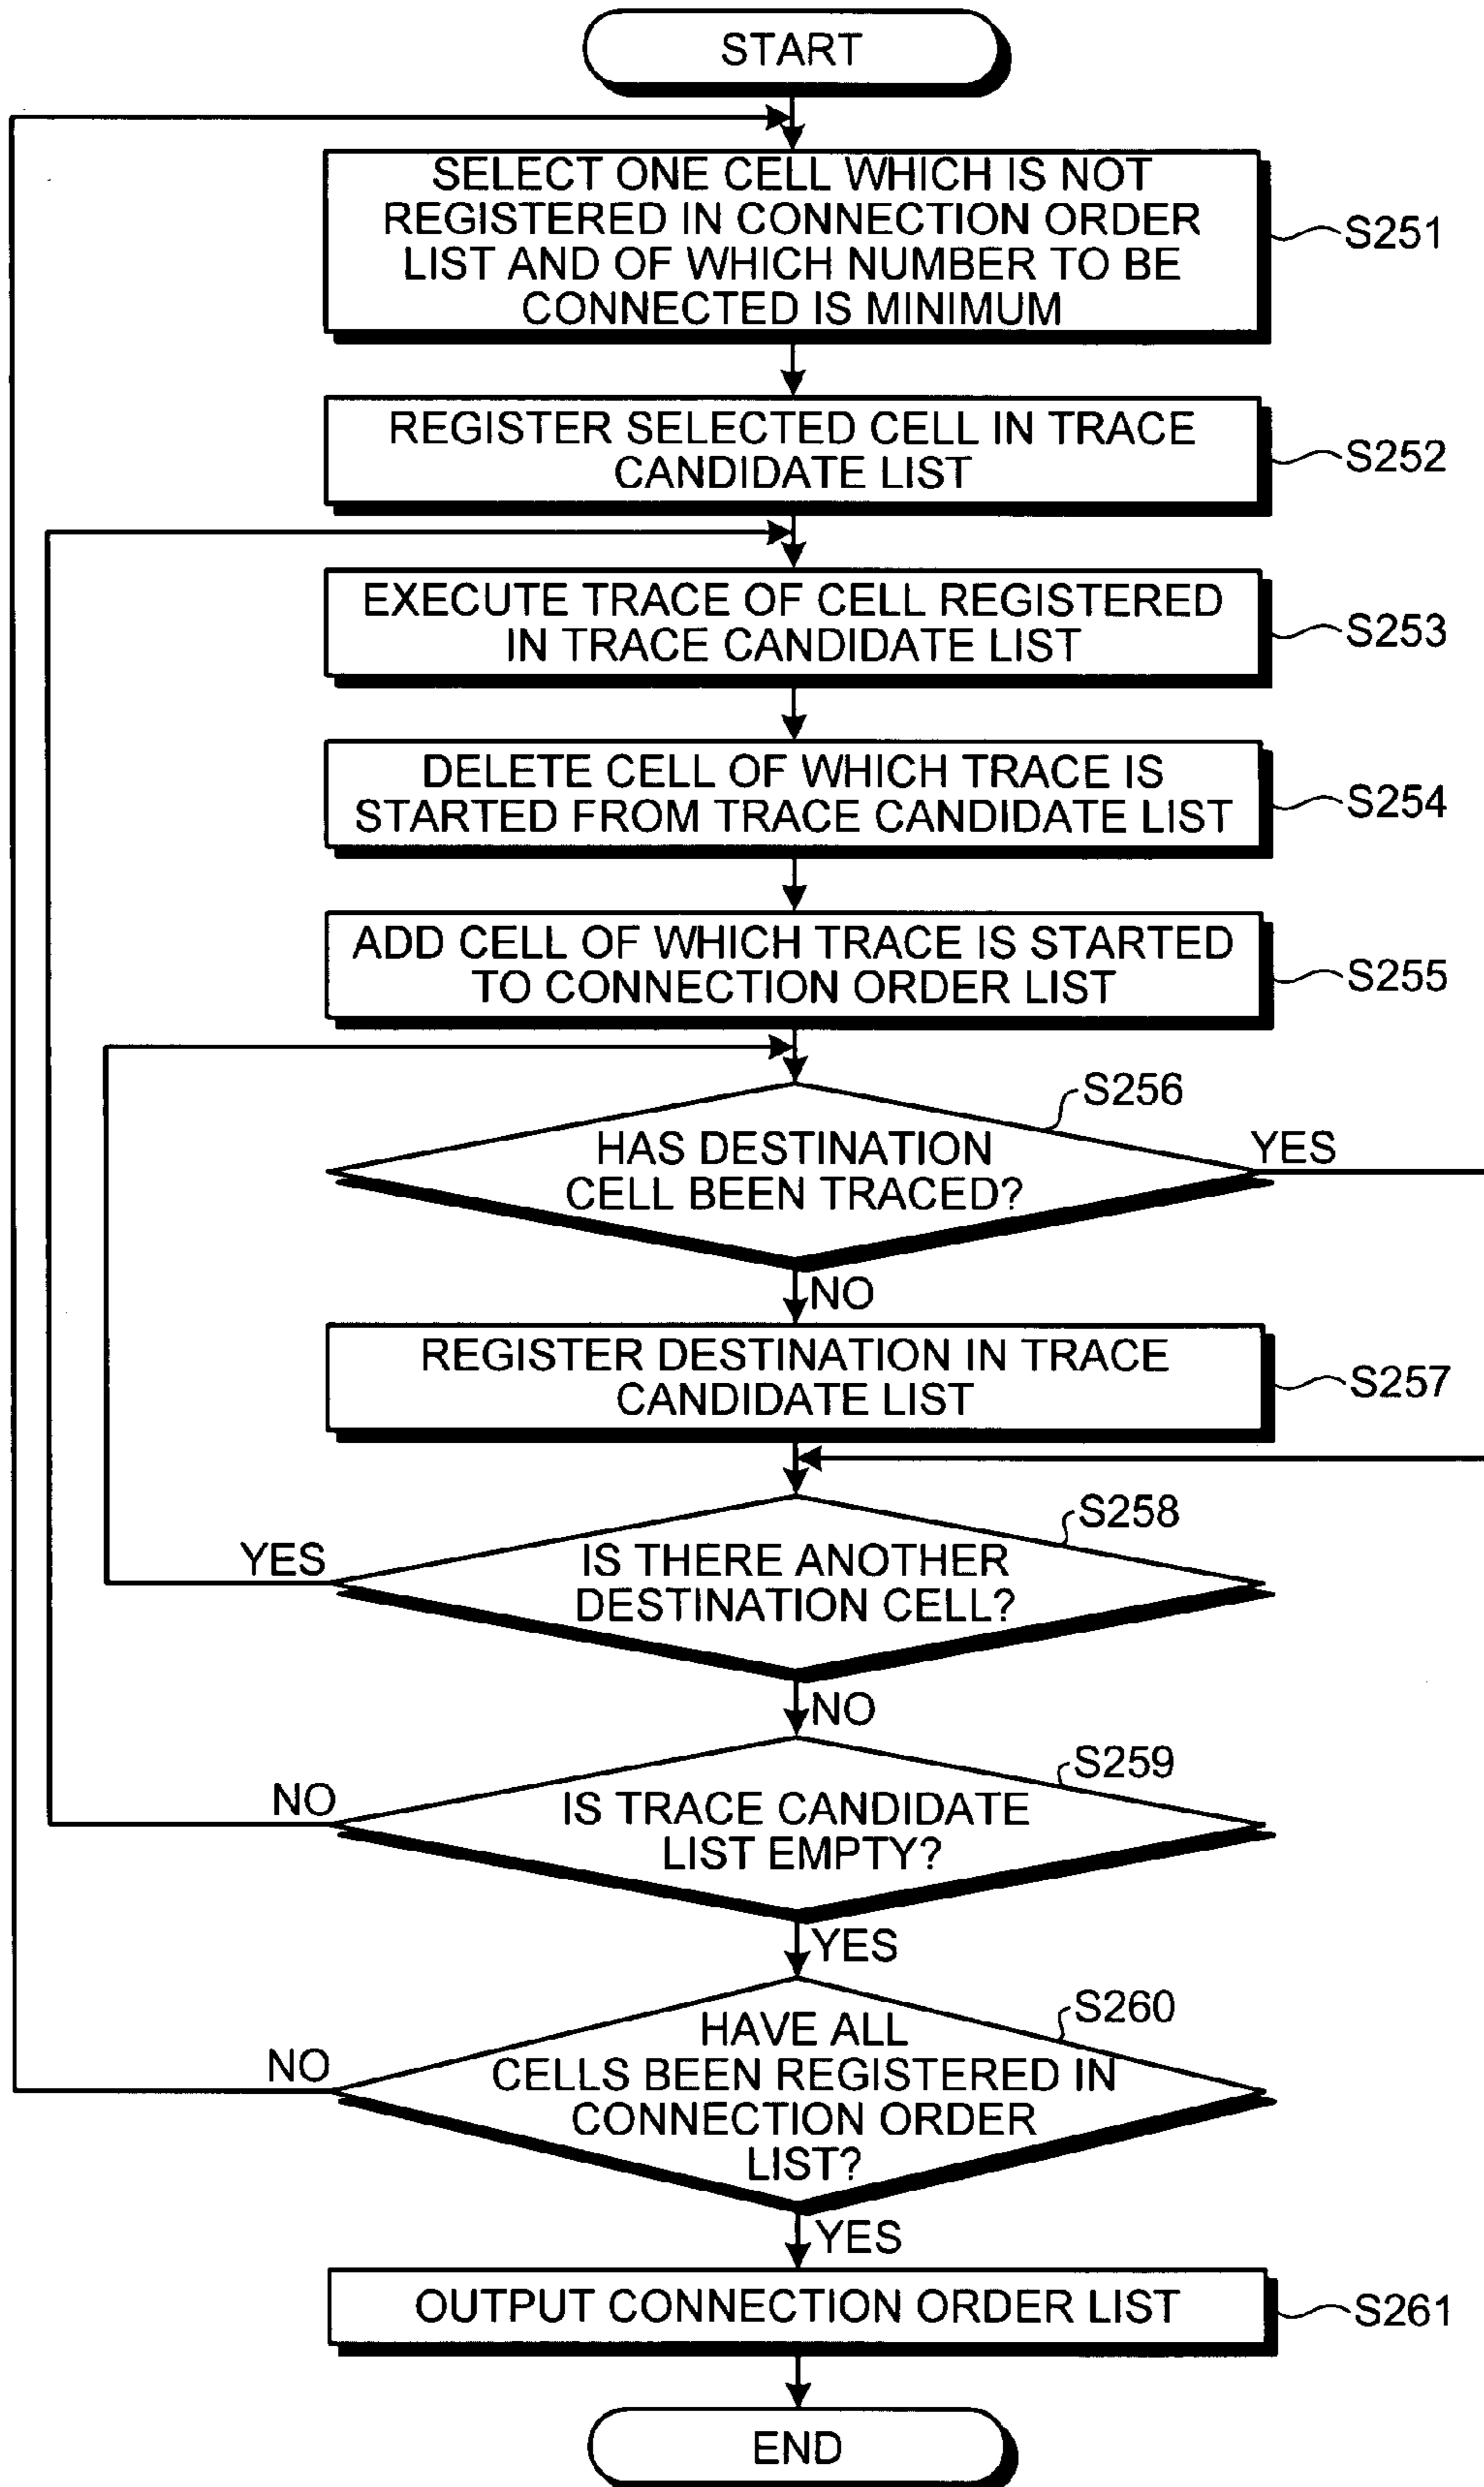 START
SELECT ONE CELL WHICH IS NOT
REGISTERED IN CONNECTION ORDER
LIST AND OF WHICH NUMBER TO BE
CONNECTED IS MINIMUM
S251
REGISTER SELECTED CELL IN TRACE
CANDIDATE LIST
S252
EXECUTE TRACE OF CELL REGISTERED
IN TRACE CANDIDATE LIST
S253
DELETE CELL OF WHICH TRACE IS
STARTED FROM TRACE CANDIDATE LIST
S254
ADD CELL OF WHICH TRACE IS STARTED
TO CONNECTION ORDER LIST
S255
S256
HAS DESTINATION
CELL BEEN TRACED?
YES
NO
REGISTER DESTINATION IN TRACE
CANDIDATE LIST
S257
S258
IS THERE ANOTHER
DESTINATION CELL?
YES
NO
S259
IS TRACE CANDIDATE
LIST EMPTY?
NO
YES
S260
HAVE ALL
CELLS BEEN REGISTERED IN
CONNECTION ORDER
LIST?
NO
YES
OUTPUT CONNECTION ORDER LIST
S261
END